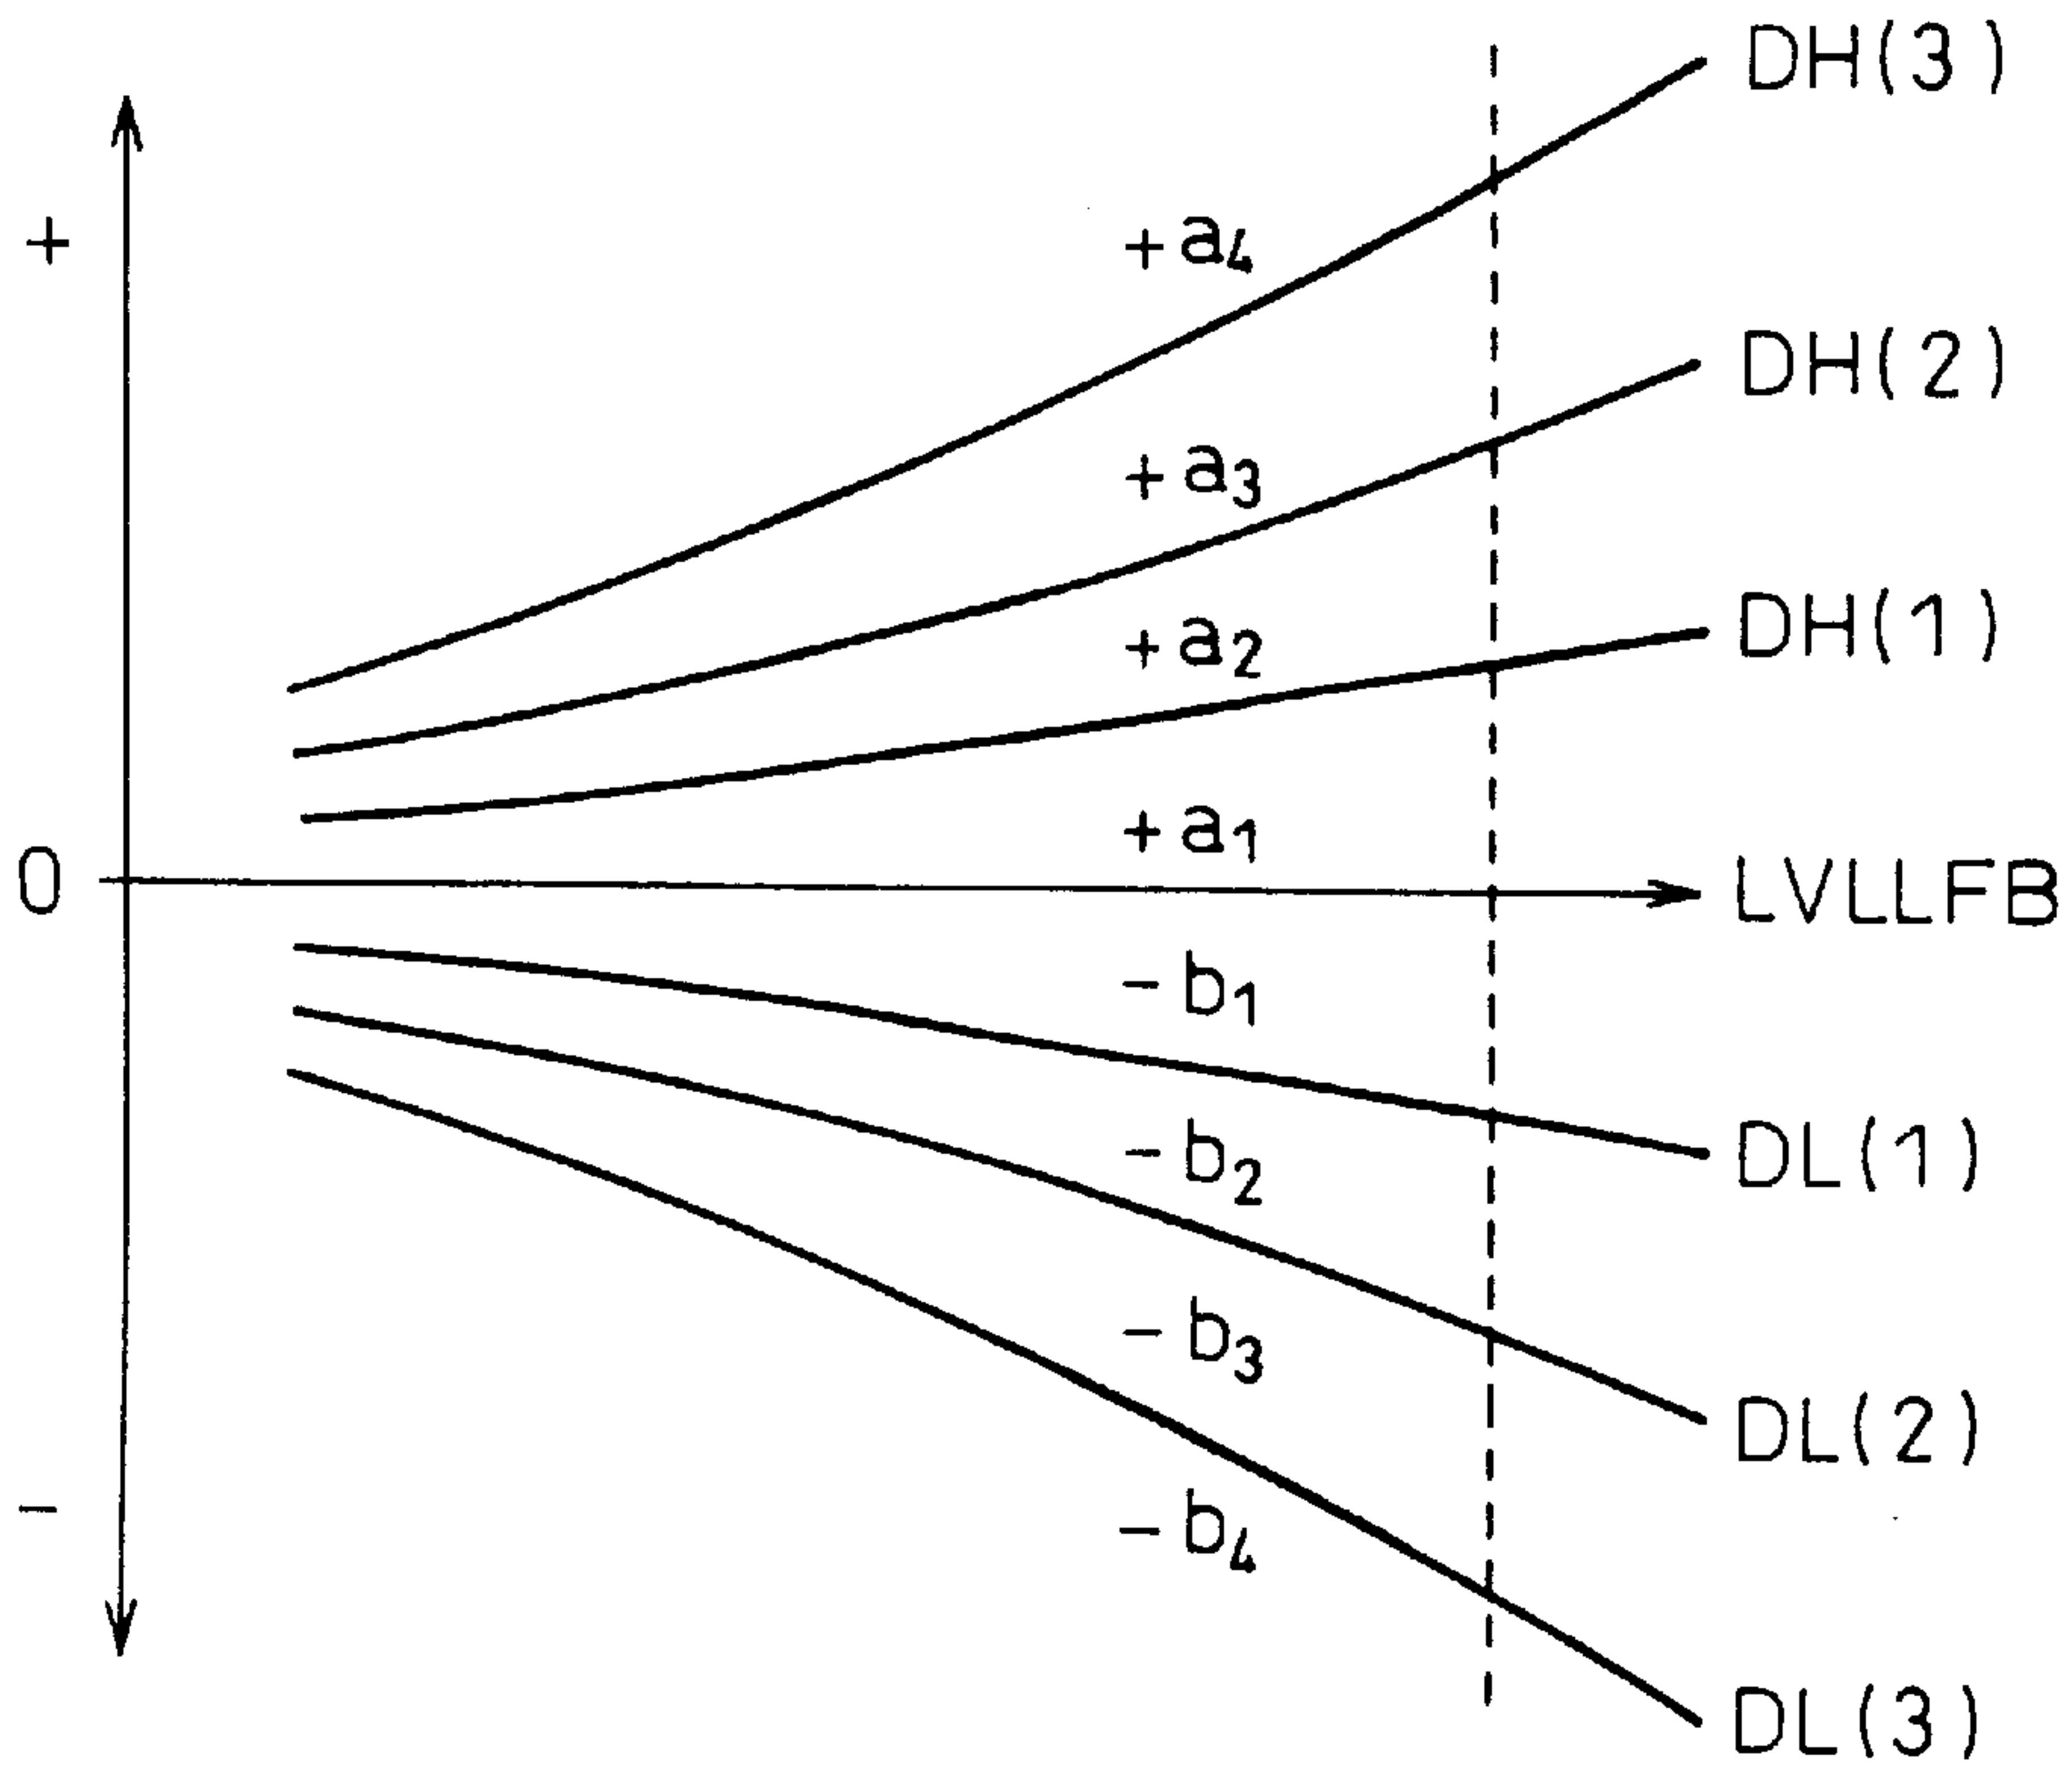 DH(3)
+
+a4
DH(2)
+a3
DH(1)
+a2
+a1
0
LVLLFB
-b1
DL(1)
-b2
-b3
DL(2)
-
-b4
DL(3)